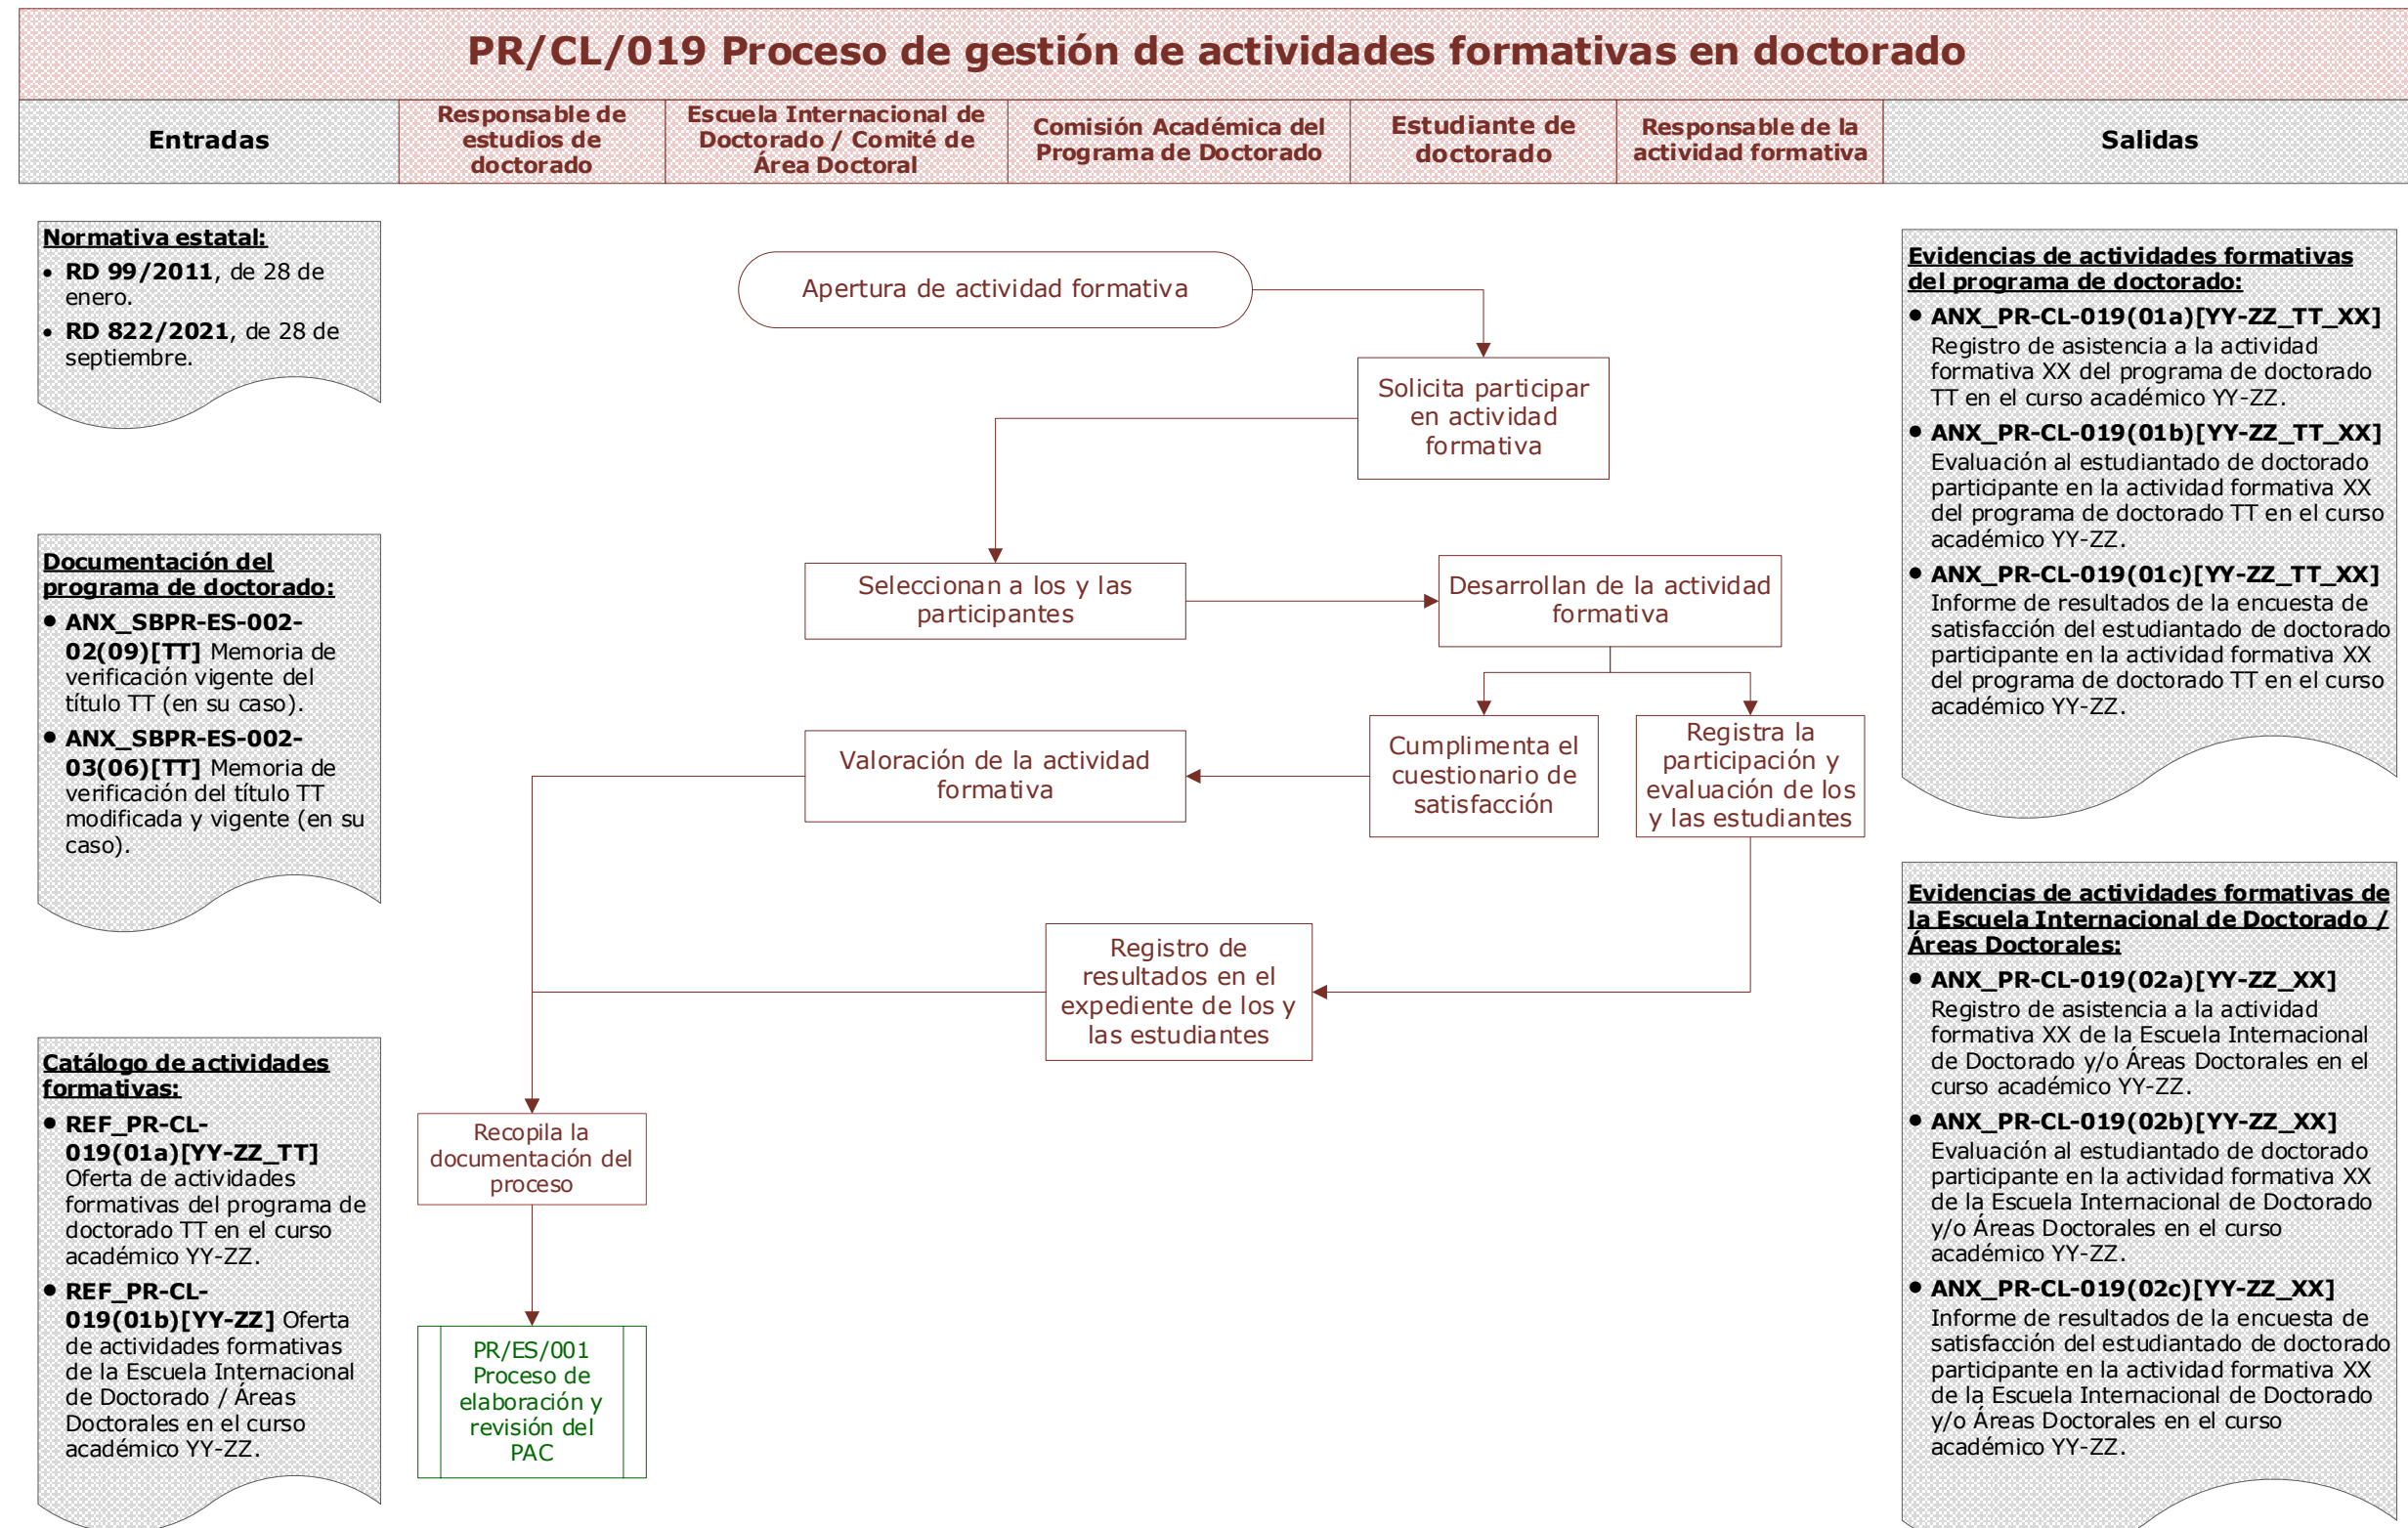 PR/CL/019 Proceso de gestión de actividades formativas en doctorado
Entradas
Responsable de
estudios de
doctorado
Escuela Internacional de
Doctorado / Comité de
Área Doctoral
Comisión Académica del
Programa de Doctorado
Estudiante de
doctorado
Responsable de la
actividad formativa
Salidas
Normativa estatal:
• RD 99/2011, de 28 de
enero.
• RD 822/2021, de 28 de
septiembre.
Documentación del
programa de doctorado:
• ANX_SBPR-ES-002-
02(09)[TT] Memoria de
verificación vigente del
título TT (en su caso).
• ANX_SBPR-ES-002-
03(06)[TT] Memoria de
verificación del título TT
modificada y vigente (en su
caso).
Catálogo de actividades
formativas:
• REF_PR-CL-
019(01a)[YY-ZZ_TT]
Oferta de actividades
formativas del programa de
doctorado TT en el curso
académico YY-ZZ.
• REF_PR-CL-
019(01b)[YY-ZZ] Oferta
de actividades formativas
de la Escuela Internacional
de Doctorado / Áreas
Doctorales en el curso
académico YY-ZZ.
Apertura de actividad formativa
Solicita participar
en actividad
formativa
Seleccionan a los y las
participantes
Desarrollan de la actividad
formativa
Valoración de la actividad
formativa
Cumplimenta el
cuestionario de
satisfacción
Registra la
participación y
evaluación de los
y las estudiantes
Registro de
resultados en el
expediente de los y
las estudiantes
Recopila la
documentación del
proceso
PR/ES/001
Proceso de
elaboración y
revisión del
PAC
Evidencias de actividades formativas
del programa de doctorado:
• ANX_PR-CL-019(01a)[YY-ZZ_TT_XX]
Registro de asistencia a la actividad
formativa XX del programa de doctorado
TT en el curso académico YY-ZZ.
• ANX_PR-CL-019(01b)[YY-ZZ_TT_XX]
Evaluación al estudiantado de doctorado
participante en la actividad formativa XX
del programa de doctorado TT en el curso
académico YY-ZZ.
• ANX_PR-CL-019(01c)[YY-ZZ_TT_XX]
Informe de resultados de la encuesta de
satisfacción del estudiantado de doctorado
participante en la actividad formativa XX
del programa de doctorado TT en el curso
académico YY-ZZ.
Evidencias de actividades formativas de
la Escuela Internacional de Doctorado /
Áreas Doctorales:
• ANX_PR-CL-019(02a)[YY-ZZ_XX]
Registro de asistencia a la actividad
formativa XX de la Escuela Internacional
de Doctorado y/o Áreas Doctorales en el
curso académico YY-ZZ.
• ANX_PR-CL-019(02b)[YY-ZZ_XX]
Evaluación al estudiantado de doctorado
participante en la actividad formativa XX
de la Escuela Internacional de Doctorado
y/o Áreas Doctorales en el curso
académico YY-ZZ.
• ANX_PR-CL-019(02c)[YY-ZZ_XX]
Informe de resultados de la encuesta de
satisfacción del estudiantado de doctorado
participante en la actividad formativa XX
de la Escuela Internacional de Doctorado
y/o Áreas Doctorales en el curso
académico YY-ZZ.